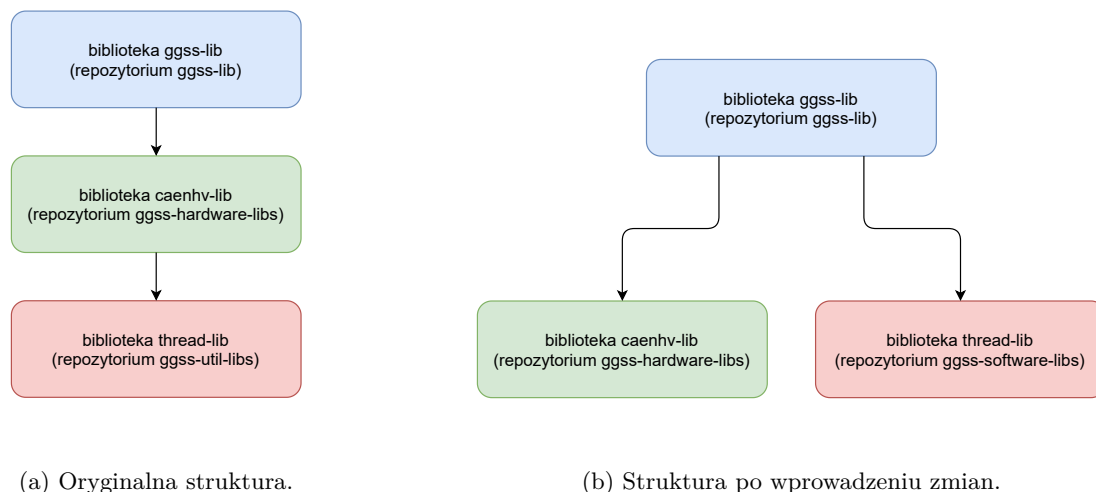 biblioteka ggss-lib
(repozytorium ggss-lib)
biblioteka caenhv-lib
(repozytorium ggss-hardware-libs)
biblioteka thread-lib
(repozytorium ggss-util-libs)
(a) Oryginalna struktura.
biblioteka ggss-lib
(repozytorium ggss-lib)
biblioteka caenhv-lib
(repozytorium ggss-hardware-libs)
biblioteka thread-lib
(repozytorium ggss-software-libs)
(b) Struktura po wprowadzeniu zmian.